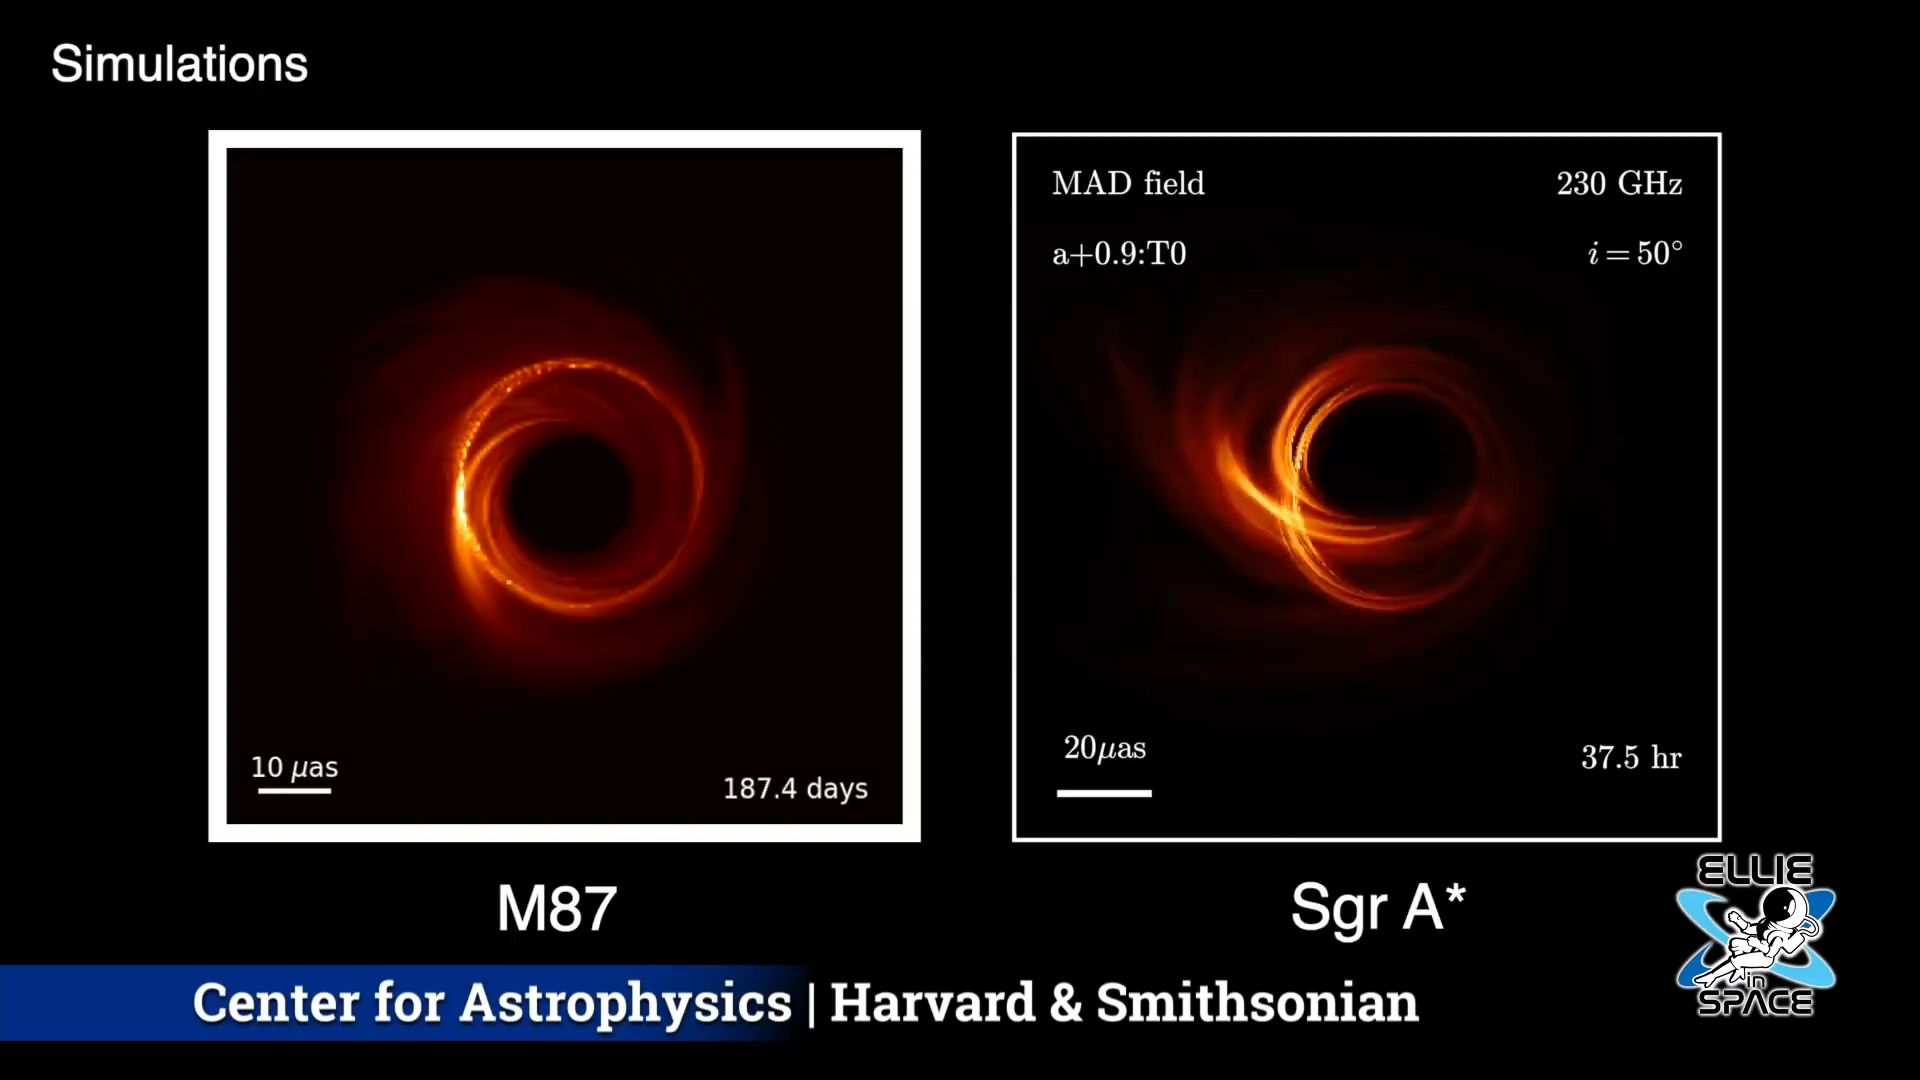 Simulations
10 μas
187.4 days
M87
MAD field
230 GHz
a+0.9:T0
i = 50°
20μas
37.5 hr
Sgr A*
ELLIE
in
SPACE
Center for Astrophysics | Harvard & Smithsonian